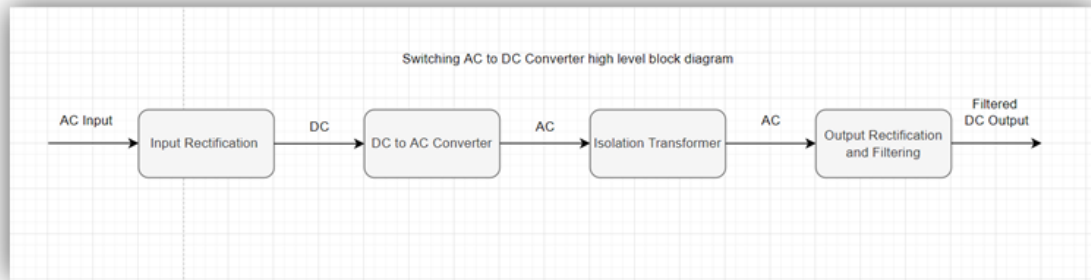 Switching AC to DC Converter high level block diagram
AC Input
Input Rectification
DC
DC to AC Converter
AC
Isolation Transformer
AC
Output Rectification
and Filtering
Filtered
DC Output